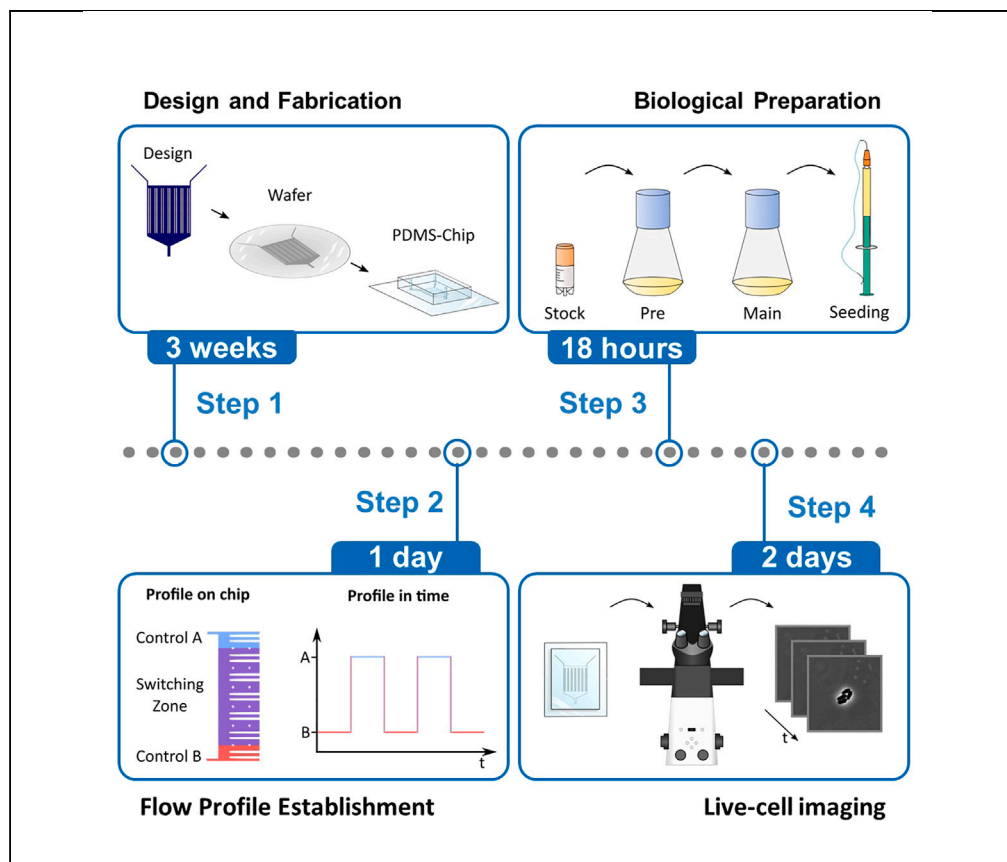 Design and Fabrication
Design
Wafer
PDMS-Chip
3 weeks
Step 1
Biological Preparation
Stock
Pre
Main
Seeding
18 hours
Step 3
Step 2
1 day
Profile on chip
Control A
Switching
Zone
Control B
Profile in time
A
B
t
Flow Profile Establishment
Step 4
2 days
t
Live-cell imaging